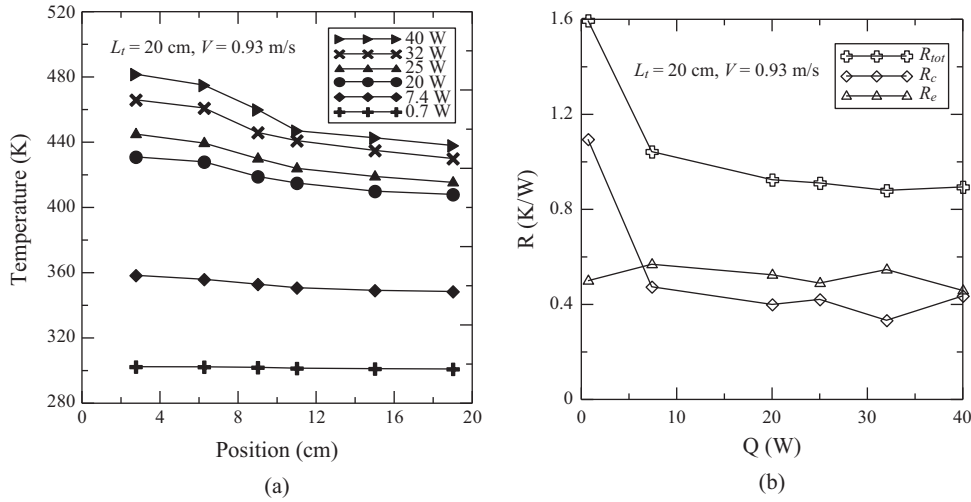 520
480
440
400
360
300
280
Temperature (K)
L_t = 20 cm, V = 0.93 m/s
40 W
32 W
25 W
20 W
7.4 W
0.7 W
0
4
8
12
16
20
Position (cm)
(a)
1.6
1.2
0.8
0.4
0
R (K/W)
L_t = 20 cm, V = 0.93 m/s
R_tot
R_c
R_e
0
10
20
30
40
Q (W)
(b)